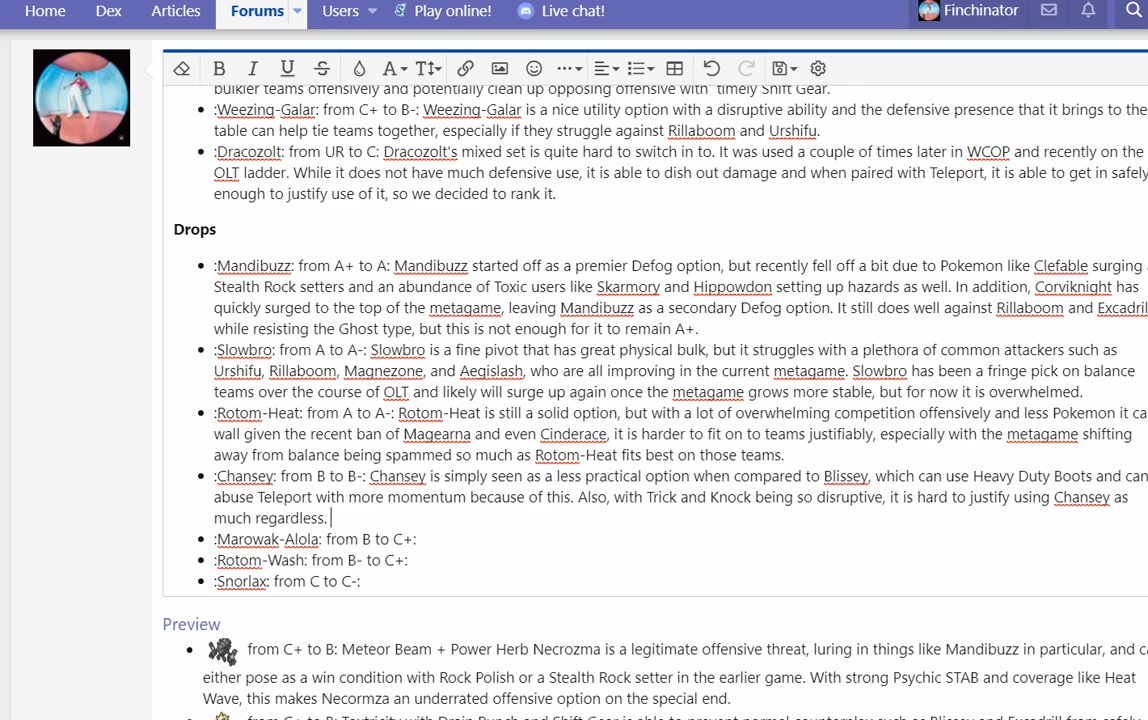 Home Dex Articles Forums Users Play online! Live chat! Finchinator
bulkier teams offensively and potentially clean up opposing offensive with timely Shift Gear.
:Weezing-Galar: from C+ to B-: Weezing-Galar is a nice utility option with a disruptive ability and the defensive presence that it brings to the
table can help tie teams together, especially if they struggle against Rillaboom and Urshifu.
:Dracozolt: from UR to C: Dracozolt's mixed set is quite hard to switch in to. It was used a couple of times later in WCOP and recently on the
OLT ladder. While it does not have much defensive use, it is able to dish out damage and when paired with Teleport, it is able to get in safely
enough to justify use of it, so we decided to rank it.
Drops
:Mandibuzz: from A+ to A: Mandibuzz started off as a premier Defog option, but recently fell off a bit due to Pokemon like Clefable surging
Stealth Rock setters and an abundance of Toxic users like Skarmory and Hippowdon setting up hazards as well. In addition, Corviknight has
quickly surged to the top of the metagame, leaving Mandibuzz as a secondary Defog option. It still does well against Rillaboom and Excadril
while resisting the Ghost type, but this is not enough for it to remain A+.
:Slowbro: from A to A-: Slowbro is a fine pivot that has great physical bulk, but it struggles with a plethora of common attackers such as
Urshifu, Rillaboom, Magnezone, and Aegislash, who are all improving in the current metagame. Slowbro has been a fringe pick on balance
teams over the course of OLT and likely will surge up again once the metagame grows more stable, but for now it is overwhelmed.
:Rotom-Heat: from A to A-: Rotom-Heat is still a solid option, but with a lot of overwhelming competition offensively and less Pokemon it ca
wall given the recent ban of Magearna and even Cinderace, it is harder to fit on to teams justifiably, especially with the metagame shifting
away from balance being spammed so much as Rotom-Heat fits best on those teams.
:Chansey: from B to B-: Chansey is simply seen as a less practical option when compared to Blissey, which can use Heavy Duty Boots and can
abuse Teleport with more momentum because of this. Also, with Trick and Knock being so disruptive, it is hard to justify using Chansey as
much regardless.
:Marowak-Alola: from B to C+:
:Rotom-Wash: from B- to C+:
:Snorlax: from C to C-:
Preview
from C+ to B: Meteor Beam + Power Herb Necrozma is a legitimate offensive threat, luring in things like Mandibuzz in particular, and c
either pose as a win condition with Rock Polish or a Stealth Rock setter in the earlier game. With strong Psychic STAB and coverage like Heat
Wave, this makes Necormza an underrated offensive option on the special end.
from C+ to B: Toxtricity with Drain Punch and Shift Gear is able to prevent normal counterplay such as Blissey and Excadrill from safely